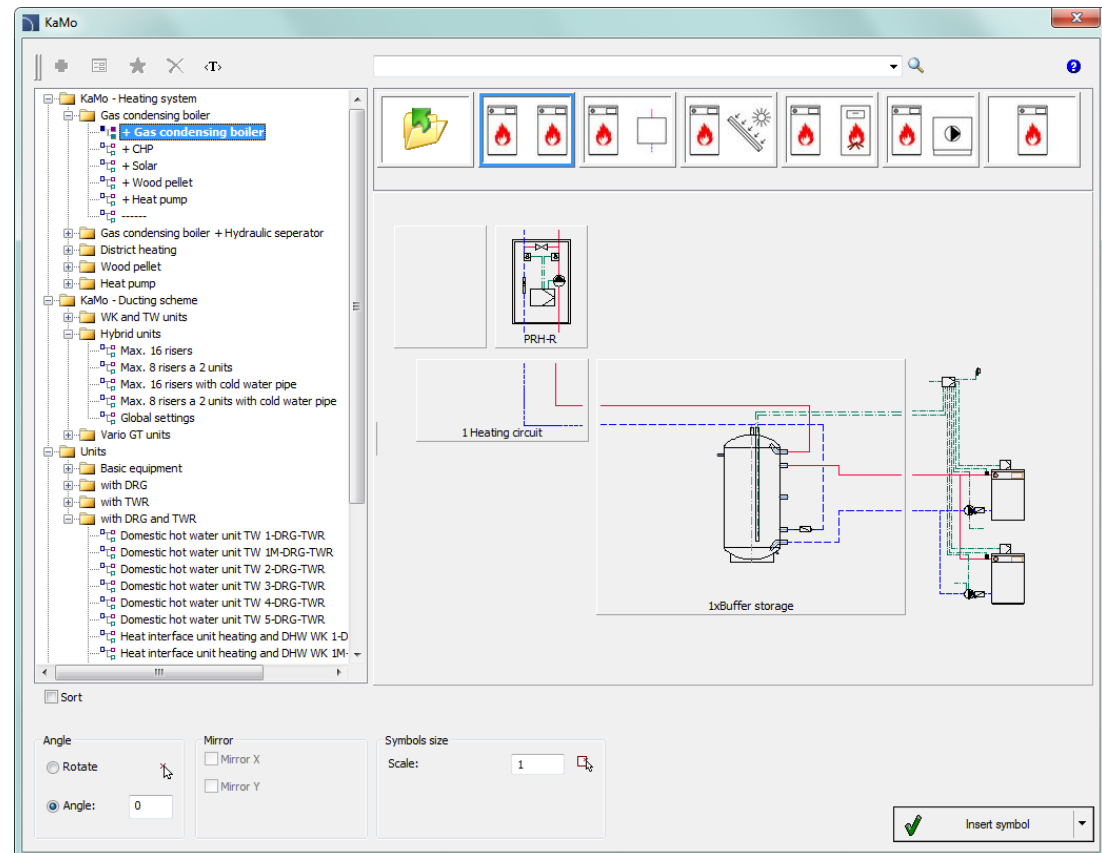 KaMo
<T>
KaMo - Heating system
Gas condensing boiler
+ Gas condensing boiler
+ CHP
+ Solar
+ Wood pellet
+ Heat pump
------
Gas condensing boiler + Hydraulic seperator
District heating
Wood pellet
Heat pump
KaMo - Ducting scheme
WK and TW units
Hybrid units
Max. 16 risers
Max. 8 risers a 2 units
Max. 16 risers with cold water pipe
Max. 8 risers a 2 units with cold water pipe
Global settings
Vario GT units
Units
Basic equipment
with DRG
with TWR
with DRG and TWR
Domestic hot water unit TW 1-DRG-TWR
Domestic hot water unit TW 1M-DRG-TWR
Domestic hot water unit TW 2-DRG-TWR
Domestic hot water unit TW 3-DRG-TWR
Domestic hot water unit TW 4-DRG-TWR
Domestic hot water unit TW 5-DRG-TWR
Heat interface unit heating and DHW WK 1-D
Heat interface unit heating and DHW WK 1M-
PRH-R
1 Heating circuit
1xBuffer storage
Sort
Angle
Rotate
Angle: 0
Mirror
Mirror X
Mirror Y
Symbols size
Scale: 1
Insert symbol